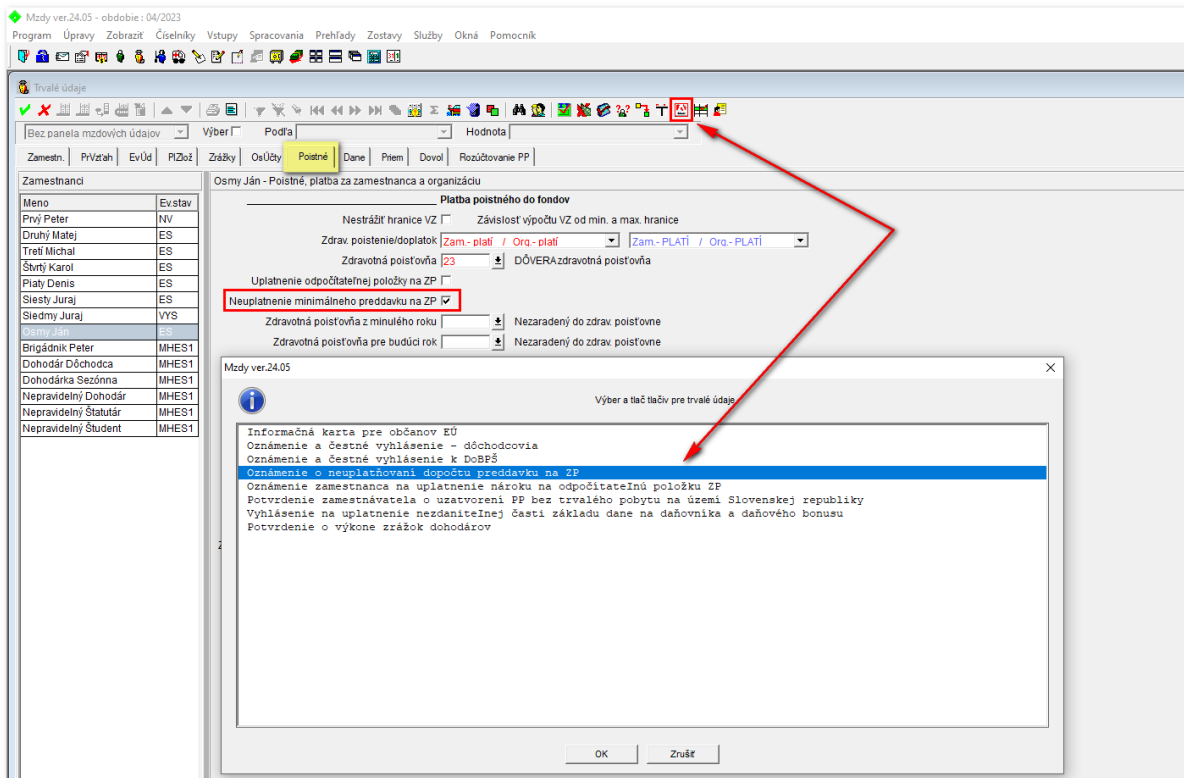 Mzdy ver.24.05 - obdobie : 04/2023
Program Úpravy Zobraziť Číselníky Vstupy Spracovania Prehľady Zostavy Služby Okná Pomocník
Trvalé údaje
Bez panela mzdových údajov Výber Podľa Hodnota
Zamestn. PrVzťah EvÚd PlZlož Zrážky OsÚčty Poistné Dane Priem Dovol Rozúčtovanie PP
Zamestnanci
Osmy Ján - Poistné, platba za zamestnanca a organizáciu
Meno Ev.stav
Prvý Peter NV
Druhý Matej ES
Tretí Michal ES
Štvrtý Karol ES
Piaty Denis ES
Siesty Juraj ES
Siedmy Juraj VYS
Osmy Ján ES
Brigádnik Peter MHES1
Dohodár Dôchodca MHES1
Dohodárka Sezónna MHES1
Nepravidelný Dohodár MHES1
Nepravidelný Štatutár MHES1
Nepravidelný Študent MHES1
Platba poistného do fondov
Nestrážiť hranice VZ Závislosť výpočtu VZ od min. a max. hranice
Zdrav. poistenie/doplatok Zam.- platí / Org.- platí Zam.- PLATÍ / Org.- PLATÍ
Zdravotná poisťovňa 23 DÔVERA zdravotná poisťovňa
Uplatnenie odpočítateľnej položky na ZP
Neuplatnenie minimálneho preddavku na ZP
Zdravotná poisťovňa z minulého roku Nezaradený do zdrav. poisťovne
Zdravotná poisťovňa pre budúci rok Nezaradený do zdrav. poisťovne
Mzdy ver.24.05
Výber a tlač tlačív pre trvalé údaje
Informačná karta pre občanov EÚ
Oznámenie a čestné vyhlásenie - dôchodcovia
Oznámenie a čestné vyhlásenie k DoBPŠ
Oznámenie o neuplatňovaní dopočtu preddavku na ZP
Oznámenie zamestnanca na uplatnenie nároku na odpočítateľnú položku ZP
Potvrdenie zamestnávateľa o uzatvorení PP bez trvalého pobytu na území Slovenskej republiky
Vyhlásenie na uplatnenie nezdaniteľnej časti základu dane na daňovníka a daňového bonusu
Potvrdenie o výkone zrážok dohodárov
OK Zrušiť